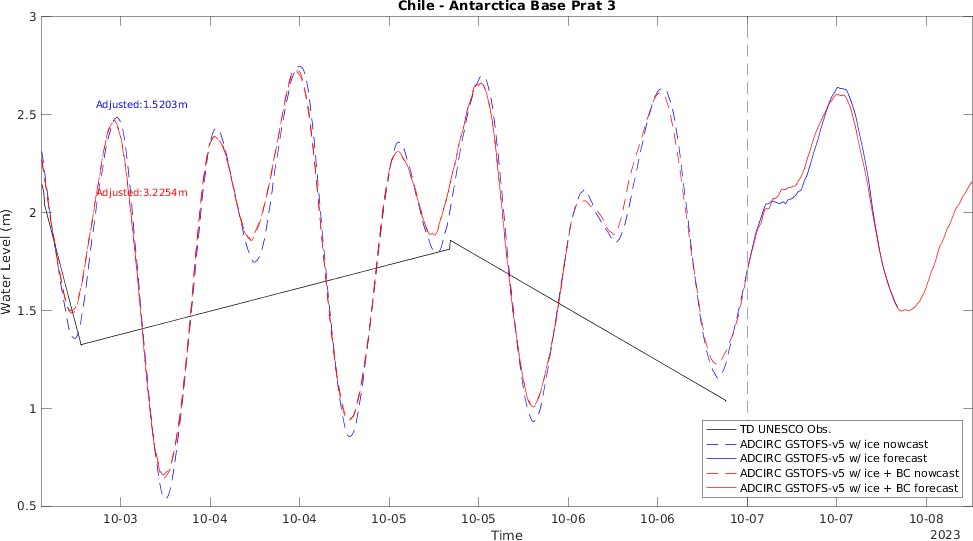 Chile - Antarctica Base Prat 3
3
2.5
2
1.5
1
0.5
Water Level (m)
Adjusted:1.5203m
Adjusted:3.2254m
TD UNESCO Obs.
ADCIRC GSTOFS-v5 w/ ice nowcast
ADCIRC GSTOFS-v5 w/ ice forecast
ADCIRC GSTOFS-v5 w/ ice + BC nowcast
ADCIRC GSTOFS-v5 w/ ice + BC forecast
10-03 10-04 10-04 10-05 10-05 10-06 10-06 10-07 10-07 10-08
2023
Time